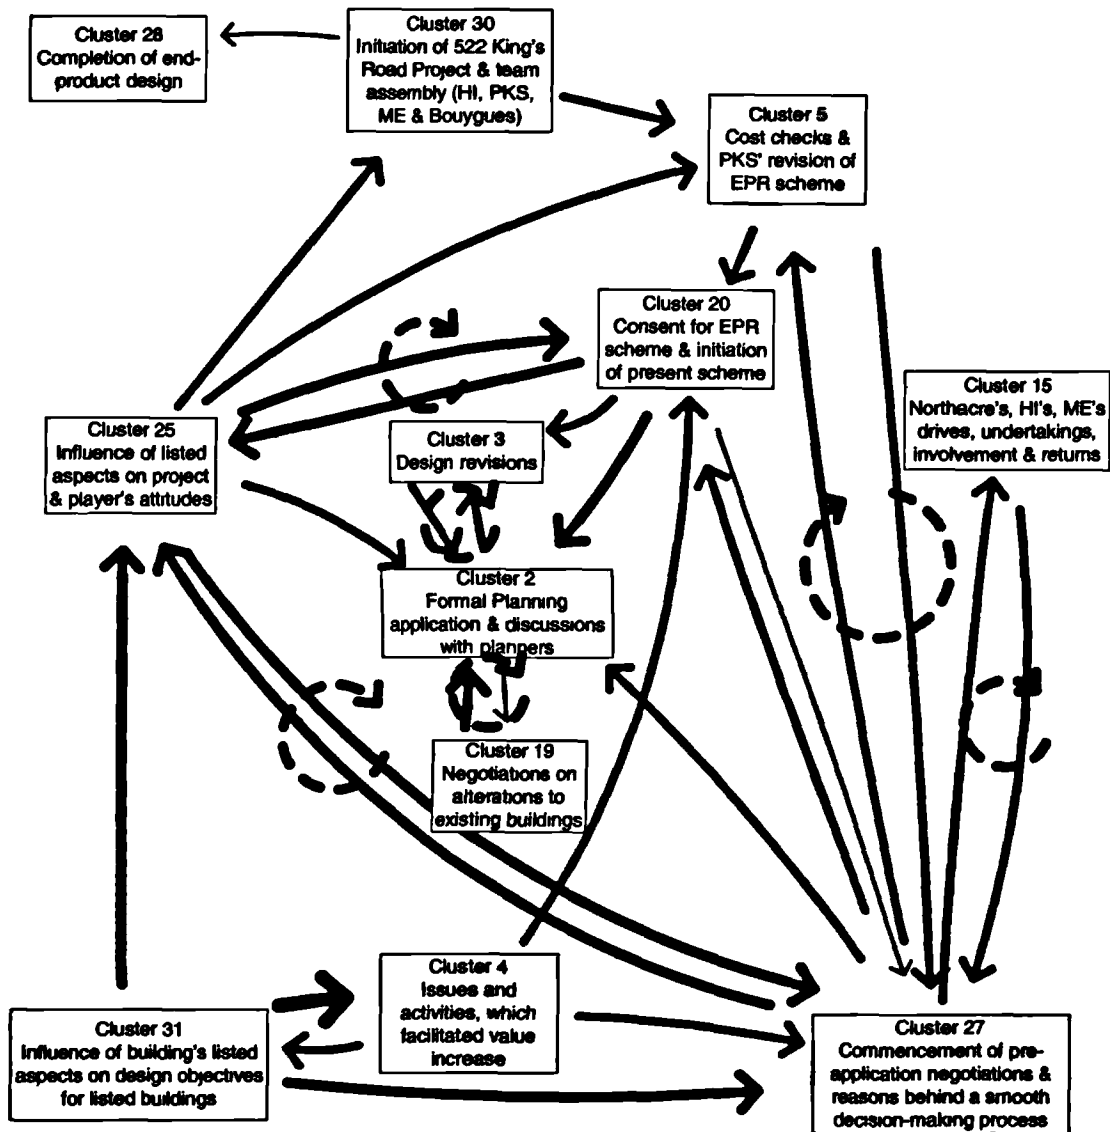 Cluster 28
Completion of end-
product design
Cluster 30
Initiation of 522 King's
Road Project & team
assembly (HI, PKS,
ME & Bouygues)
Cluster 5
Cost checks &
PKS' revision of
EPR scheme
Cluster 20
Consent for EPR
scheme & initiation
of present scheme
Cluster 15
Northacre's, HI's, ME's
drives, undertakings,
involvement & returns
Cluster 25
Influence of listed
aspects on project
& player's attitudes
Cluster 3
Design revisions
Cluster 2
Formal Planning
application & discussions
with planners
Cluster 19
Negotiations on
alterations to
existing buildings
Cluster 4
Issues and
activities, which
facilitated value
increase
Cluster 31
Influence of building's listed
aspects on design objectives
for listed buildings
Cluster 27
Commencement of pre-
application negotiations &
reasons behind a smooth
decision-making process